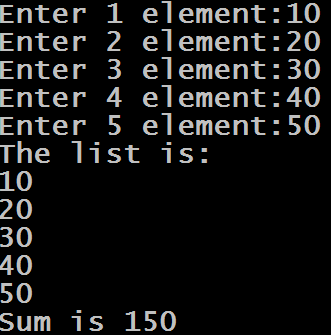 Enter 1 element:10
Enter 2 element:20
Enter 3 element:30
Enter 4 element:40
Enter 5 element:50
The list is:
10
20
30
40
50
Sum is 150